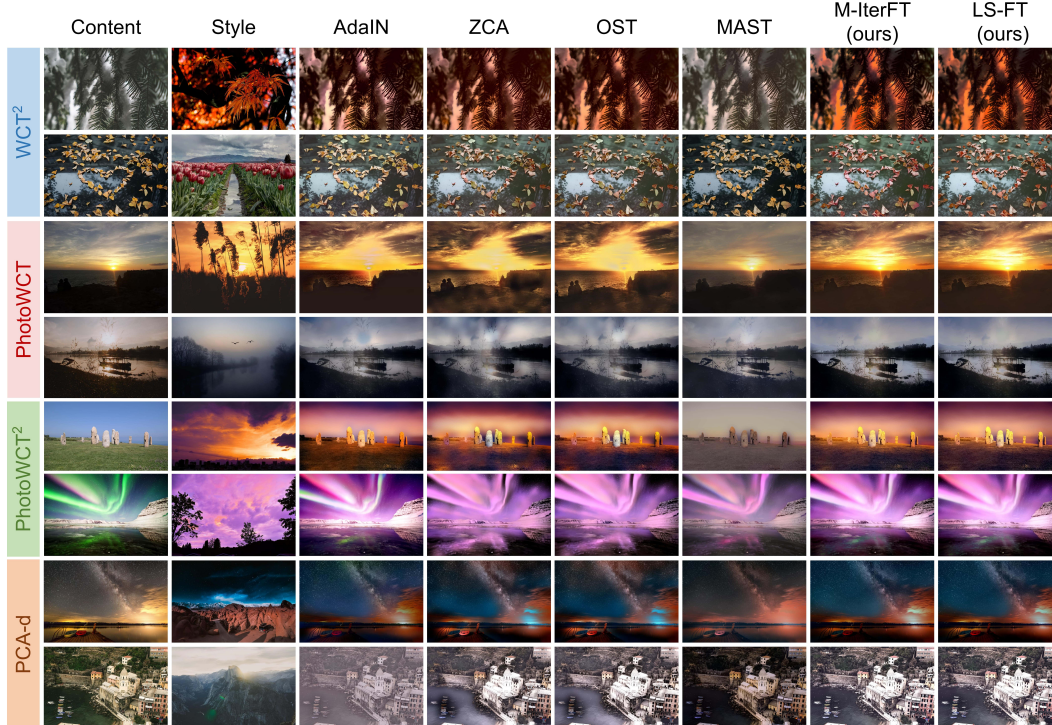 Content Style AdaIN ZCA OST MAST M-IterFT LS-FT
(ours) (ours)
WCT²
PhotoWCT
PhotoWCT²
PCA-d